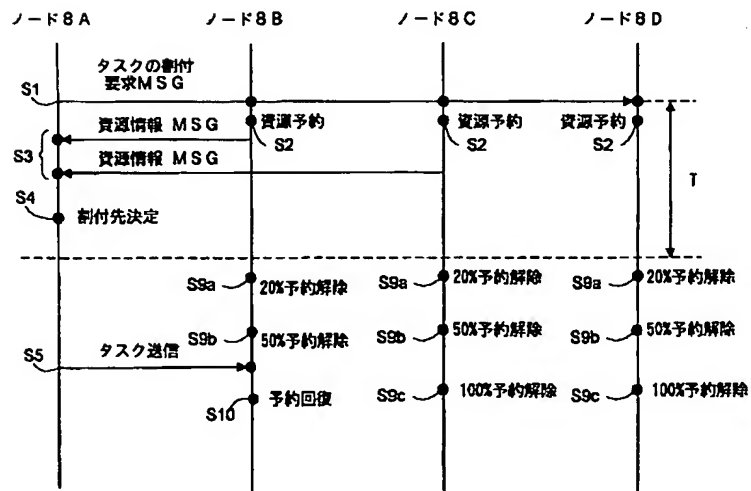 ノード8A ノード8B ノード8C ノード8D
タスクの割付
要求MSG
S1
資源情報 MSG
資源予約 資源予約 資源予約
S2 S2 S2
S3
資源情報 MSG
T
S4
割付先決定
S9a 20%予約解除 S9a 20%予約解除 S9a 20%予約解除
S9b 50%予約解除 S9b 50%予約解除 S9b 50%予約解除
S5 タスク送信
S10 予約回復
S9c 100%予約解除 S9c 100%予約解除